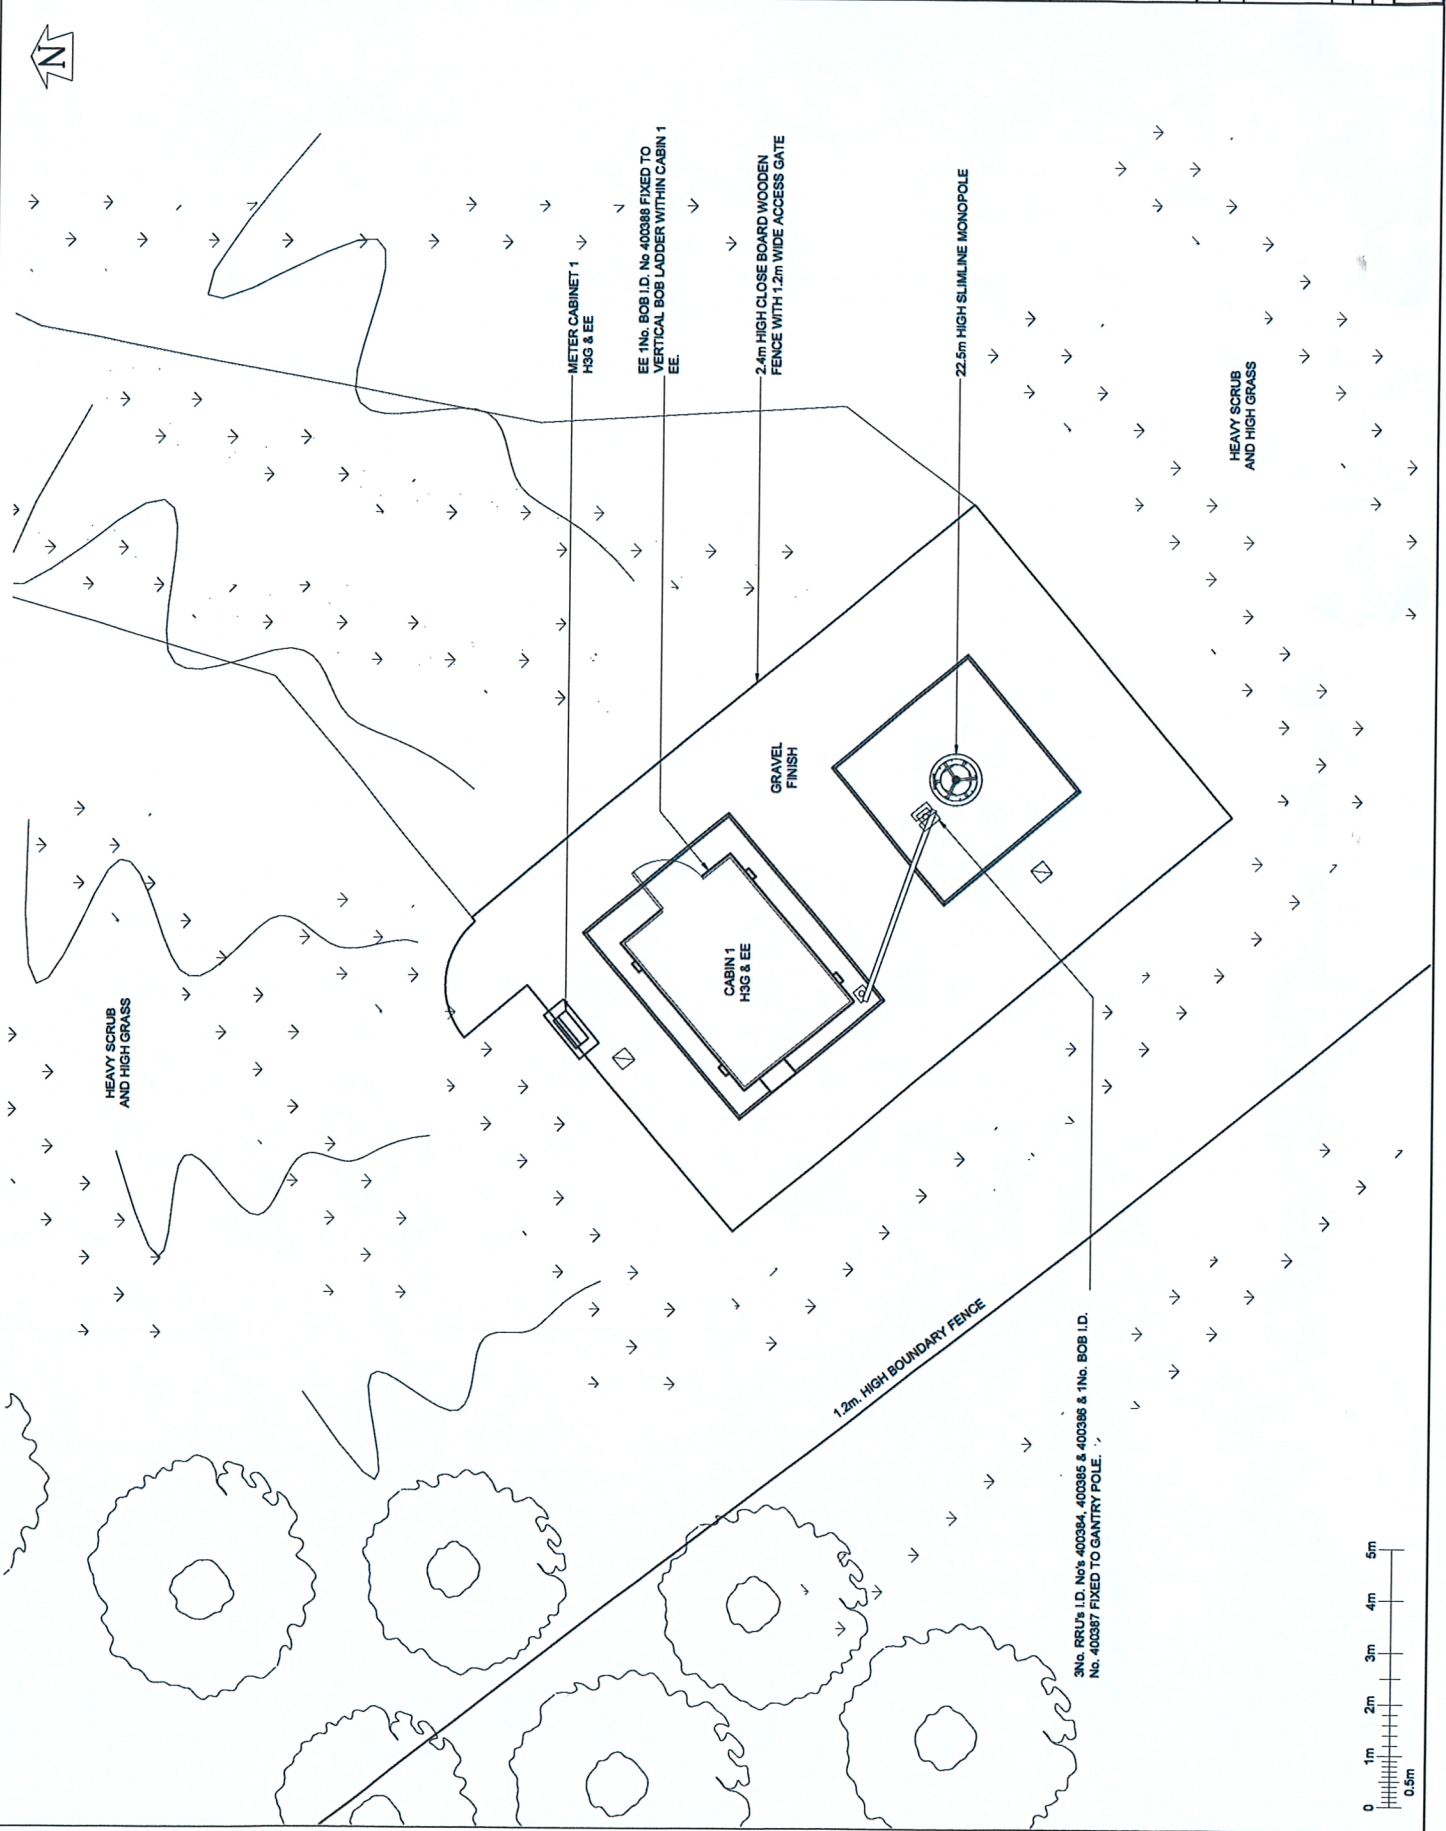 N
HEAVY SCRUB
AND HIGH GRASS
METER CABINET 1
H3G & EE
EE 1No. BOB I.D. No 400388 FIXED TO
VERTICAL BOB LADDER WITHIN CABIN 1
EE.
2.4m HIGH CLOSE BOARD WOODEN
FENCE WITH 1.2m WIDE ACCESS GATE
22.5m HIGH SLIMLINE MONOPOLE
GRAVEL
FINISH
CABIN 1
H3G & EE
HEAVY SCRUB
AND HIGH GRASS
1.2m. HIGH BOUNDARY FENCE
3No. RRU's I.D. No's 400384, 400385 & 400386 & 1No. BOB I.D.
No. 400387 FIXED TO GANTRY POLE.
0 1m 2m 3m 4m 5m
0.5m